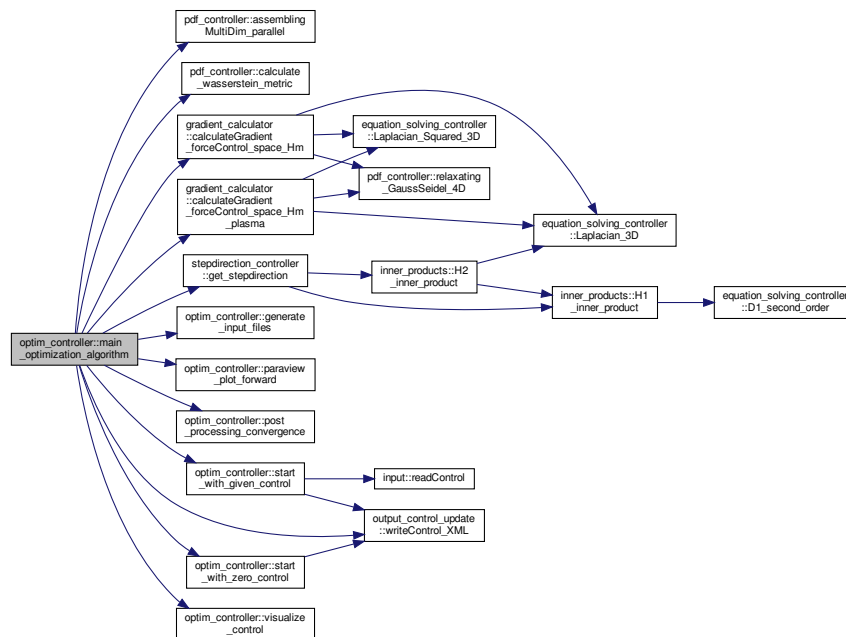 pdf_controller::assembling
MultiDim_parallel
pdf_controller::calculate
_wasserstein_metric
gradient_calculator
::calculateGradient
_forceControl_space_Hm
equation_solving_controller
::Laplacian_Squared_3D
pdf_controller::relaxating
_GaussSeidel_4D
gradient_calculator
::calculateGradient
_forceControl_space_Hm
_plasma
equation_solving_controller
::Laplacian_3D
stepdirection_controller
::get_stepdirection
inner_products::H2
_inner_product
inner_products::H1
_inner_product
equation_solving_controller
::D1_second_order
optim_controller::generate
_input_files
optim_controller::main
_optimization_algorithm
optim_controller::paraview
_plot_forward
optim_controller::post
_processing_convergence
optim_controller::start
_with_given_control
input::readControl
output_control_update
::writeControl_XML
optim_controller::start
_with_zero_control
optim_controller::visualize
_control